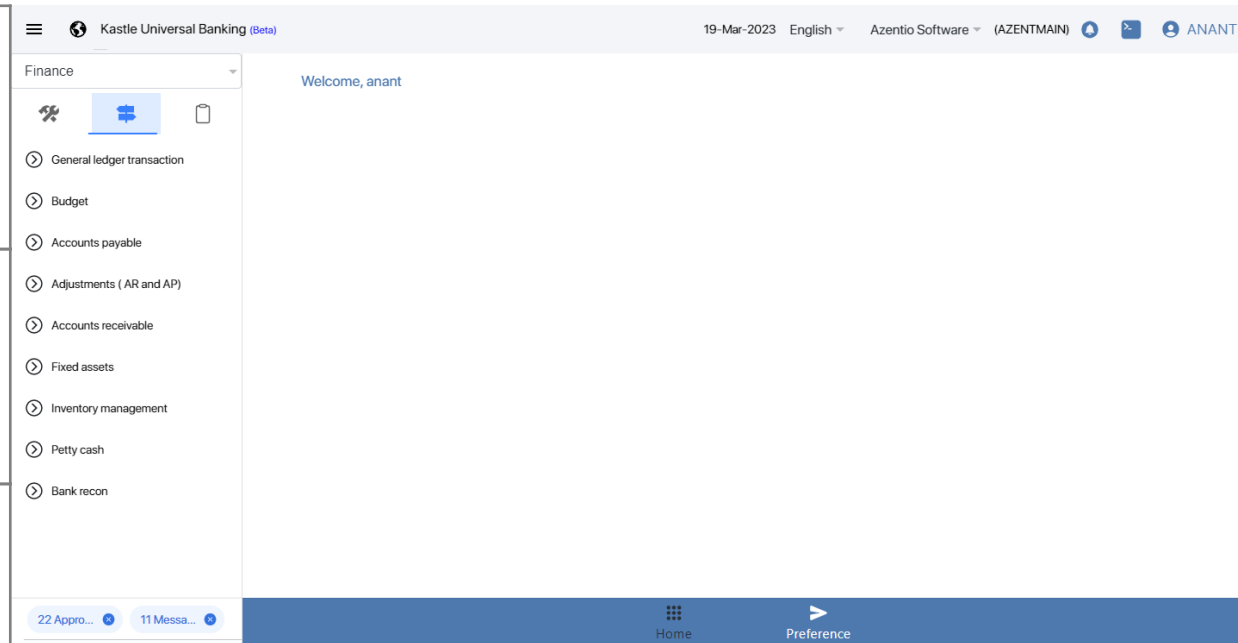 Kastle Universal Banking (Beta) 19-Mar-2023 English Azentio Software (AZENTMAIN) ANANT
Finance
Welcome, anant
General ledger transaction
Budget
Accounts payable
Adjustments ( AR and AP)
Accounts receivable
Fixed assets
Inventory management
Petty cash
Bank recon
22 Appro... 11 Messa...
Home Preference